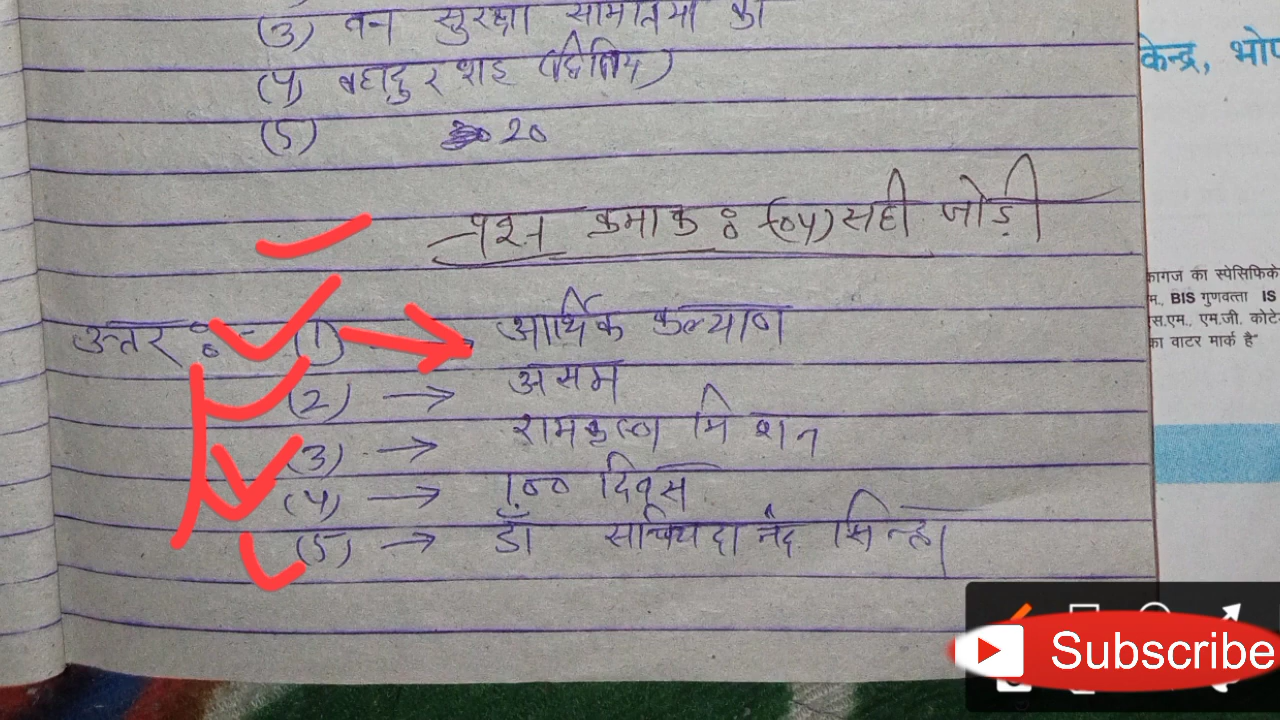 (3) वन सुरक्षा समितियों का
(4) बहादुर शाह (द्वितीय)
(5) 20
प्रश्न क्रमांक : (04) सही जोड़ी
उत्तर :- (1) → आर्थिक कल्याण
(2) → असम
(3) → रामकृष्ण मिशन
(4) → 100 दिवस
(5) → डॉ सच्चिदानंद सिन्हा
केन्द्र, भोप
कागज का स्पेसिफिके
म., BIS गुणवत्ता IS
स.एम., एम.जी. कोटे
का वाटर मार्क है"
Subscribe